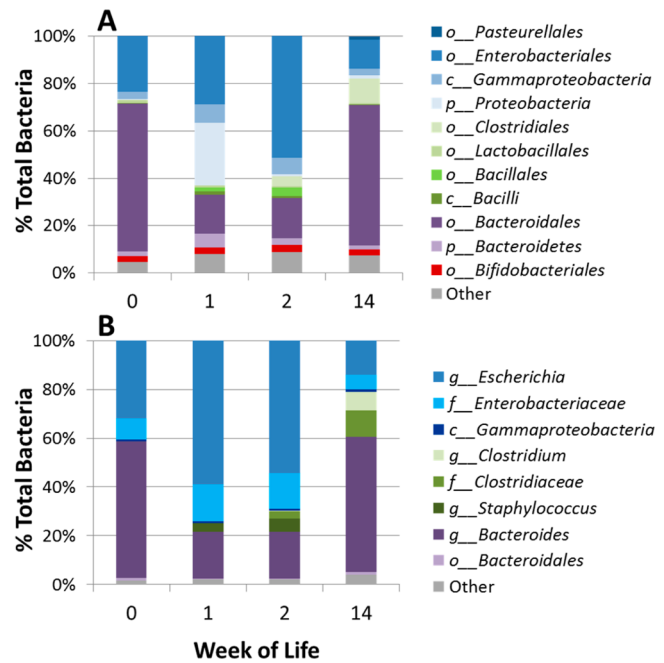 A
100%
80%
60%
40%
20%
0%
% Total Bacteria
0 1 2 14
o__Pasteurellales
o__Enterobacteriales
c__Gammaproteobacteria
p__Proteobacteria
o__Clostridiales
o__Lactobacillales
o__Bacillales
c__Bacilli
o__Bacteroidales
p__Bacteroidetes
o__Bifidobacteriales
Other
B
100%
80%
60%
40%
20%
0%
% Total Bacteria
0 1 2 14
Week of Life
g__Escherichia
f__Enterobacteriaceae
c__Gammaproteobacteria
g__Clostridium
f__Clostridiaceae
g__Staphylococcus
g__Bacteroides
o__Bacteroidales
Other